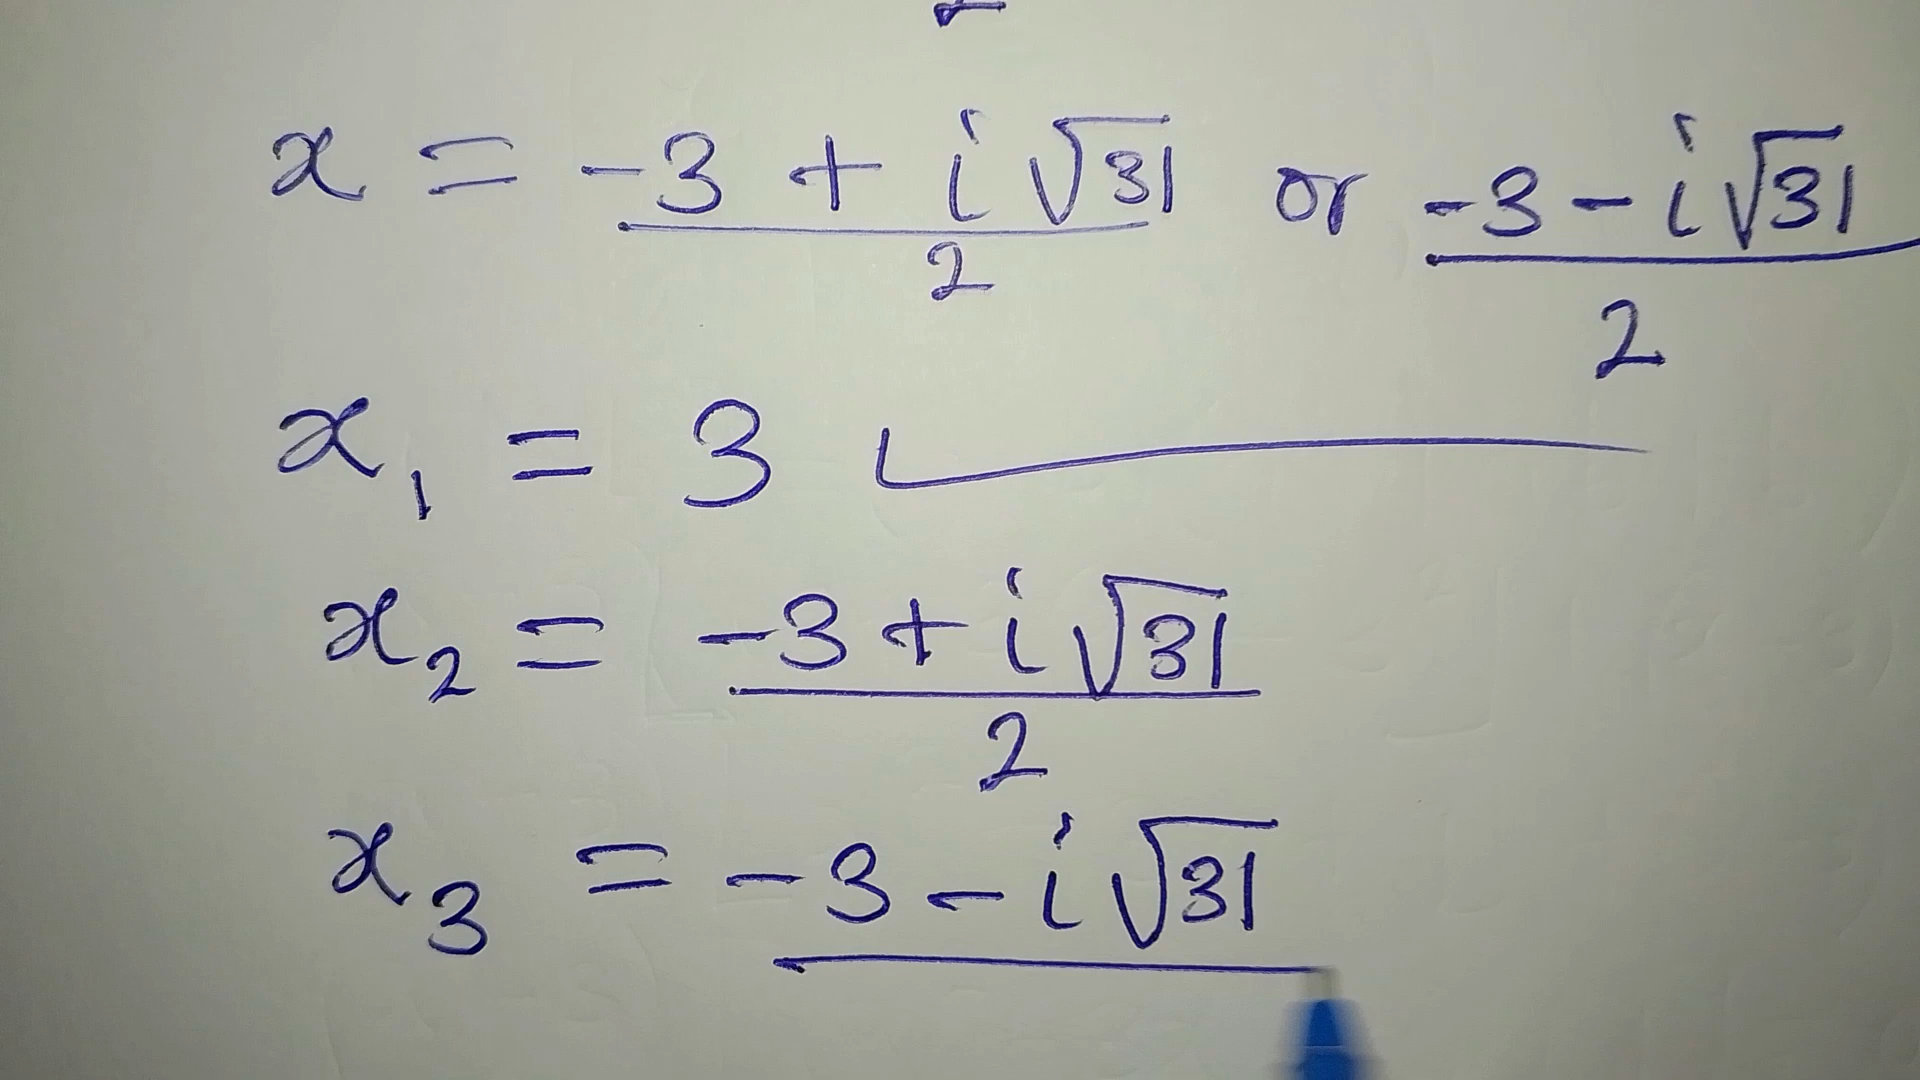 x = -3 + i√31 / 2 or -3 - i√31 / 2
x₁ = 3
x₂ = -3 + i√31 / 2
x₃ = -3 - i√31